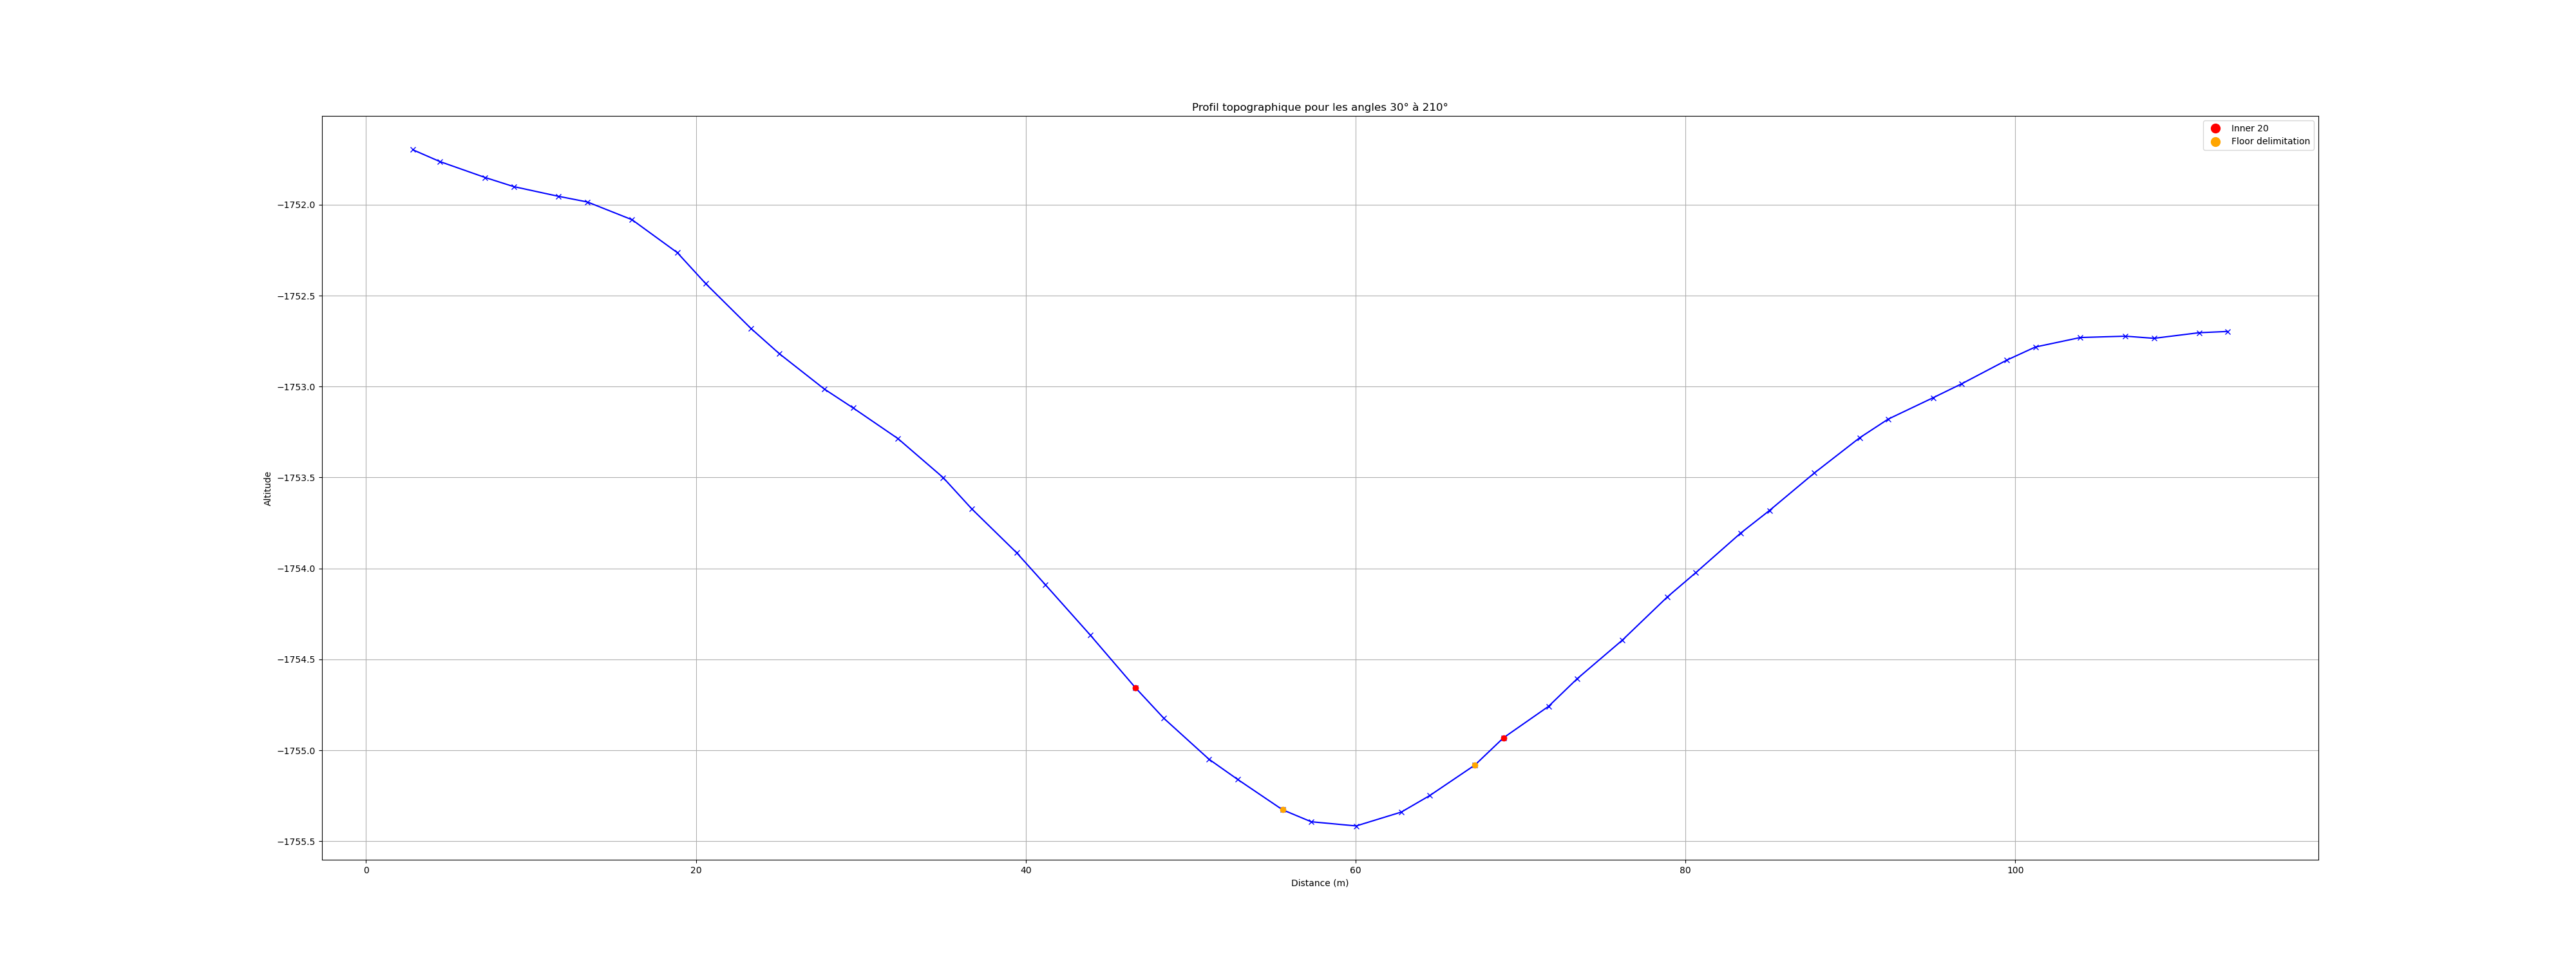 Profil topographique pour les angles 30° à 210°
Inner 20
Floor delimitation
−1752.0
−1752.5
−1753.0
−1753.5
−1754.0
−1754.5
−1755.0
−1755.5
Altitude
0 20 40 60 80 100
Distance (m)